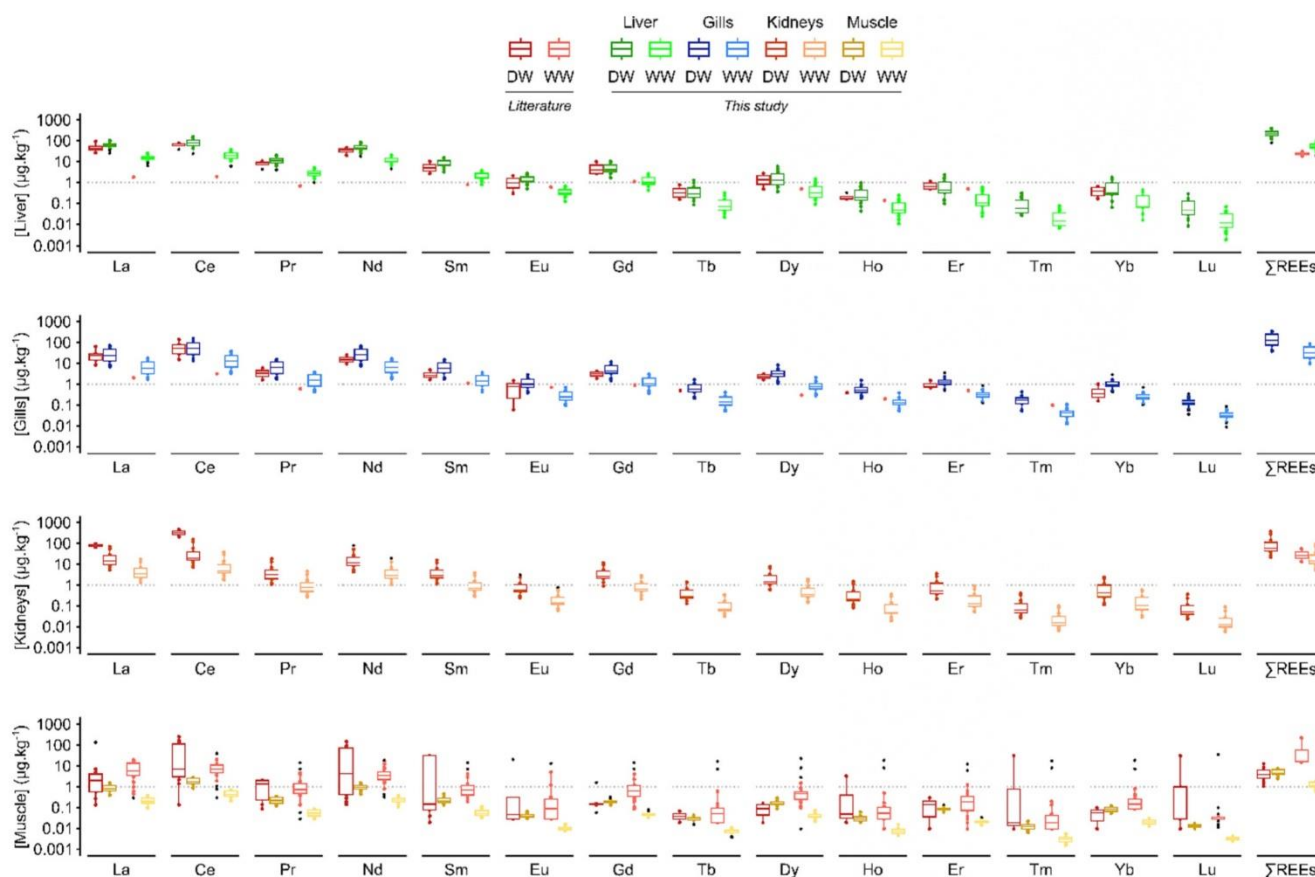 Liver Gills Kidneys Muscle
DW WW DW WW DW WW DW WW DW WW
Litterature This study
[Liver] (µg.kg⁻¹)
1000
100
10
1
0.1
0.01
0.001
La Ce Pr Nd Sm Eu Gd Tb Dy Ho Er Tm Yb Lu ∑REEs
[Gills] (µg.kg⁻¹)
1000
100
10
1
0.1
0.01
0.001
La Ce Pr Nd Sm Eu Gd Tb Dy Ho Er Tm Yb Lu ∑REEs
[Kidneys] (µg.kg⁻¹)
1000
100
10
1
0.1
0.01
0.001
La Ce Pr Nd Sm Eu Gd Tb Dy Ho Er Tm Yb Lu ∑REEs
[Muscle] (µg.kg⁻¹)
1000
100
10
1
0.1
0.01
0.001
La Ce Pr Nd Sm Eu Gd Tb Dy Ho Er Tm Yb Lu ∑REEs